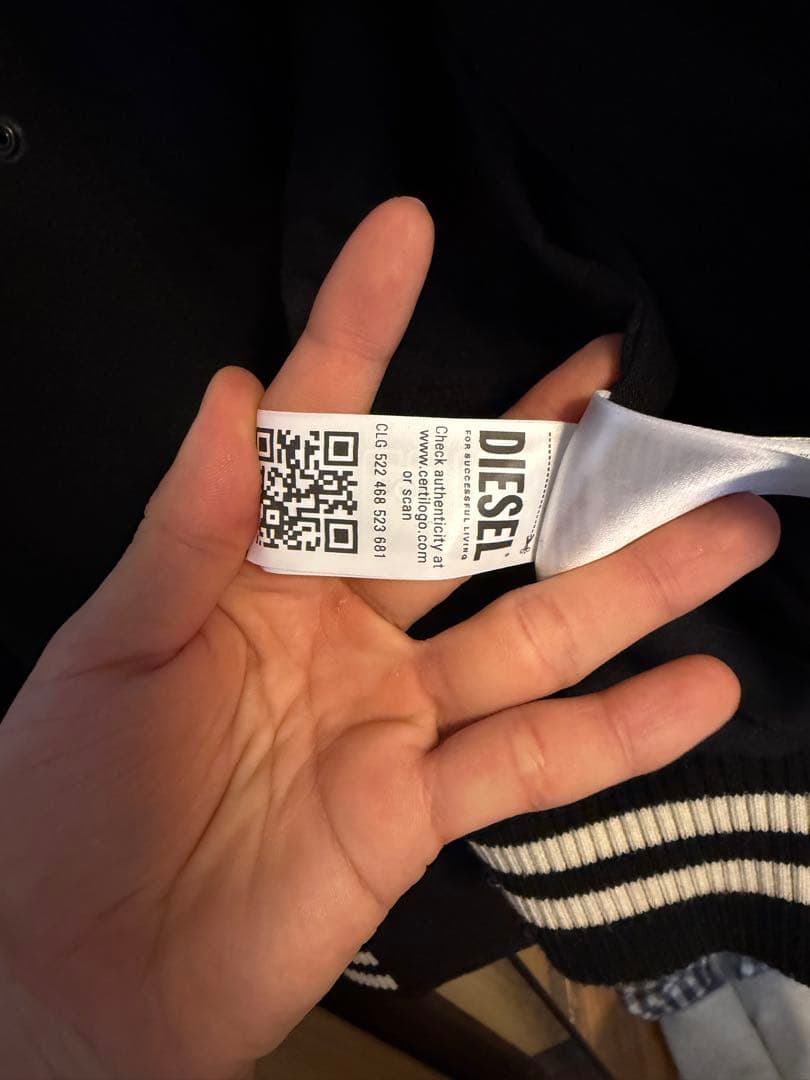 DIESEL
FOR SUCCESSFUL LIVING
Check authenticity at
www.certilogo.com
or scan
CLG 522 468 523 681